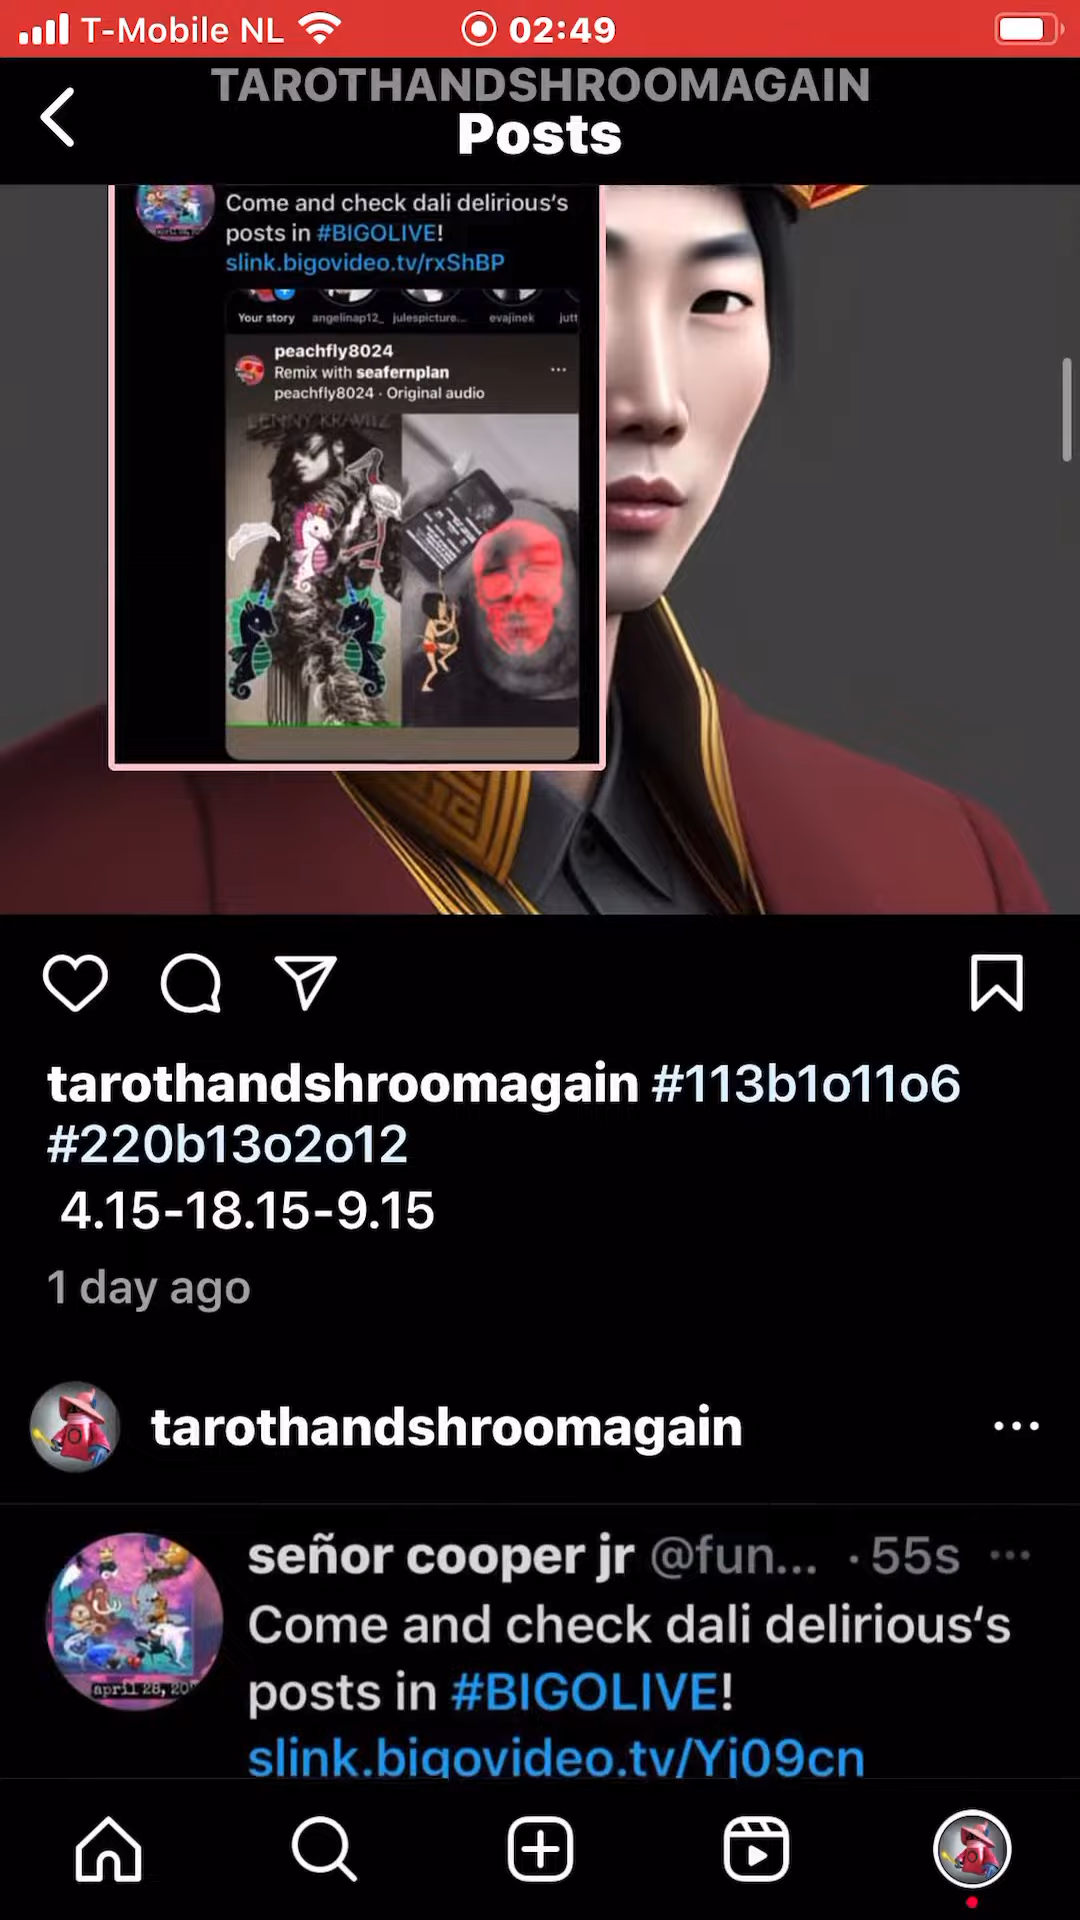 T-Mobile NL 02:49
TAROTHANDSHROOMAGAIN
Posts
Come and check dali delirious‘s
posts in #BIGOLIVE!
slink.bigovideo.tv/rxShBP
Your story angelinap12_ julespicture... evajinek jutt
peachfly8024
Remix with seafernplan ...
peachfly8024 · Original audio
LENNY KRAVITZ
tarothandshroomagain #113b1o11o6
#220b13o2o12
4.15-18.15-9.15
1 day ago
tarothandshroomagain ...
señor cooper jr @fun... · 55s ...
Come and check dali delirious‘s
posts in #BIGOLIVE!
slink.bigovideo.tv/Yj09cn
april 28, 20